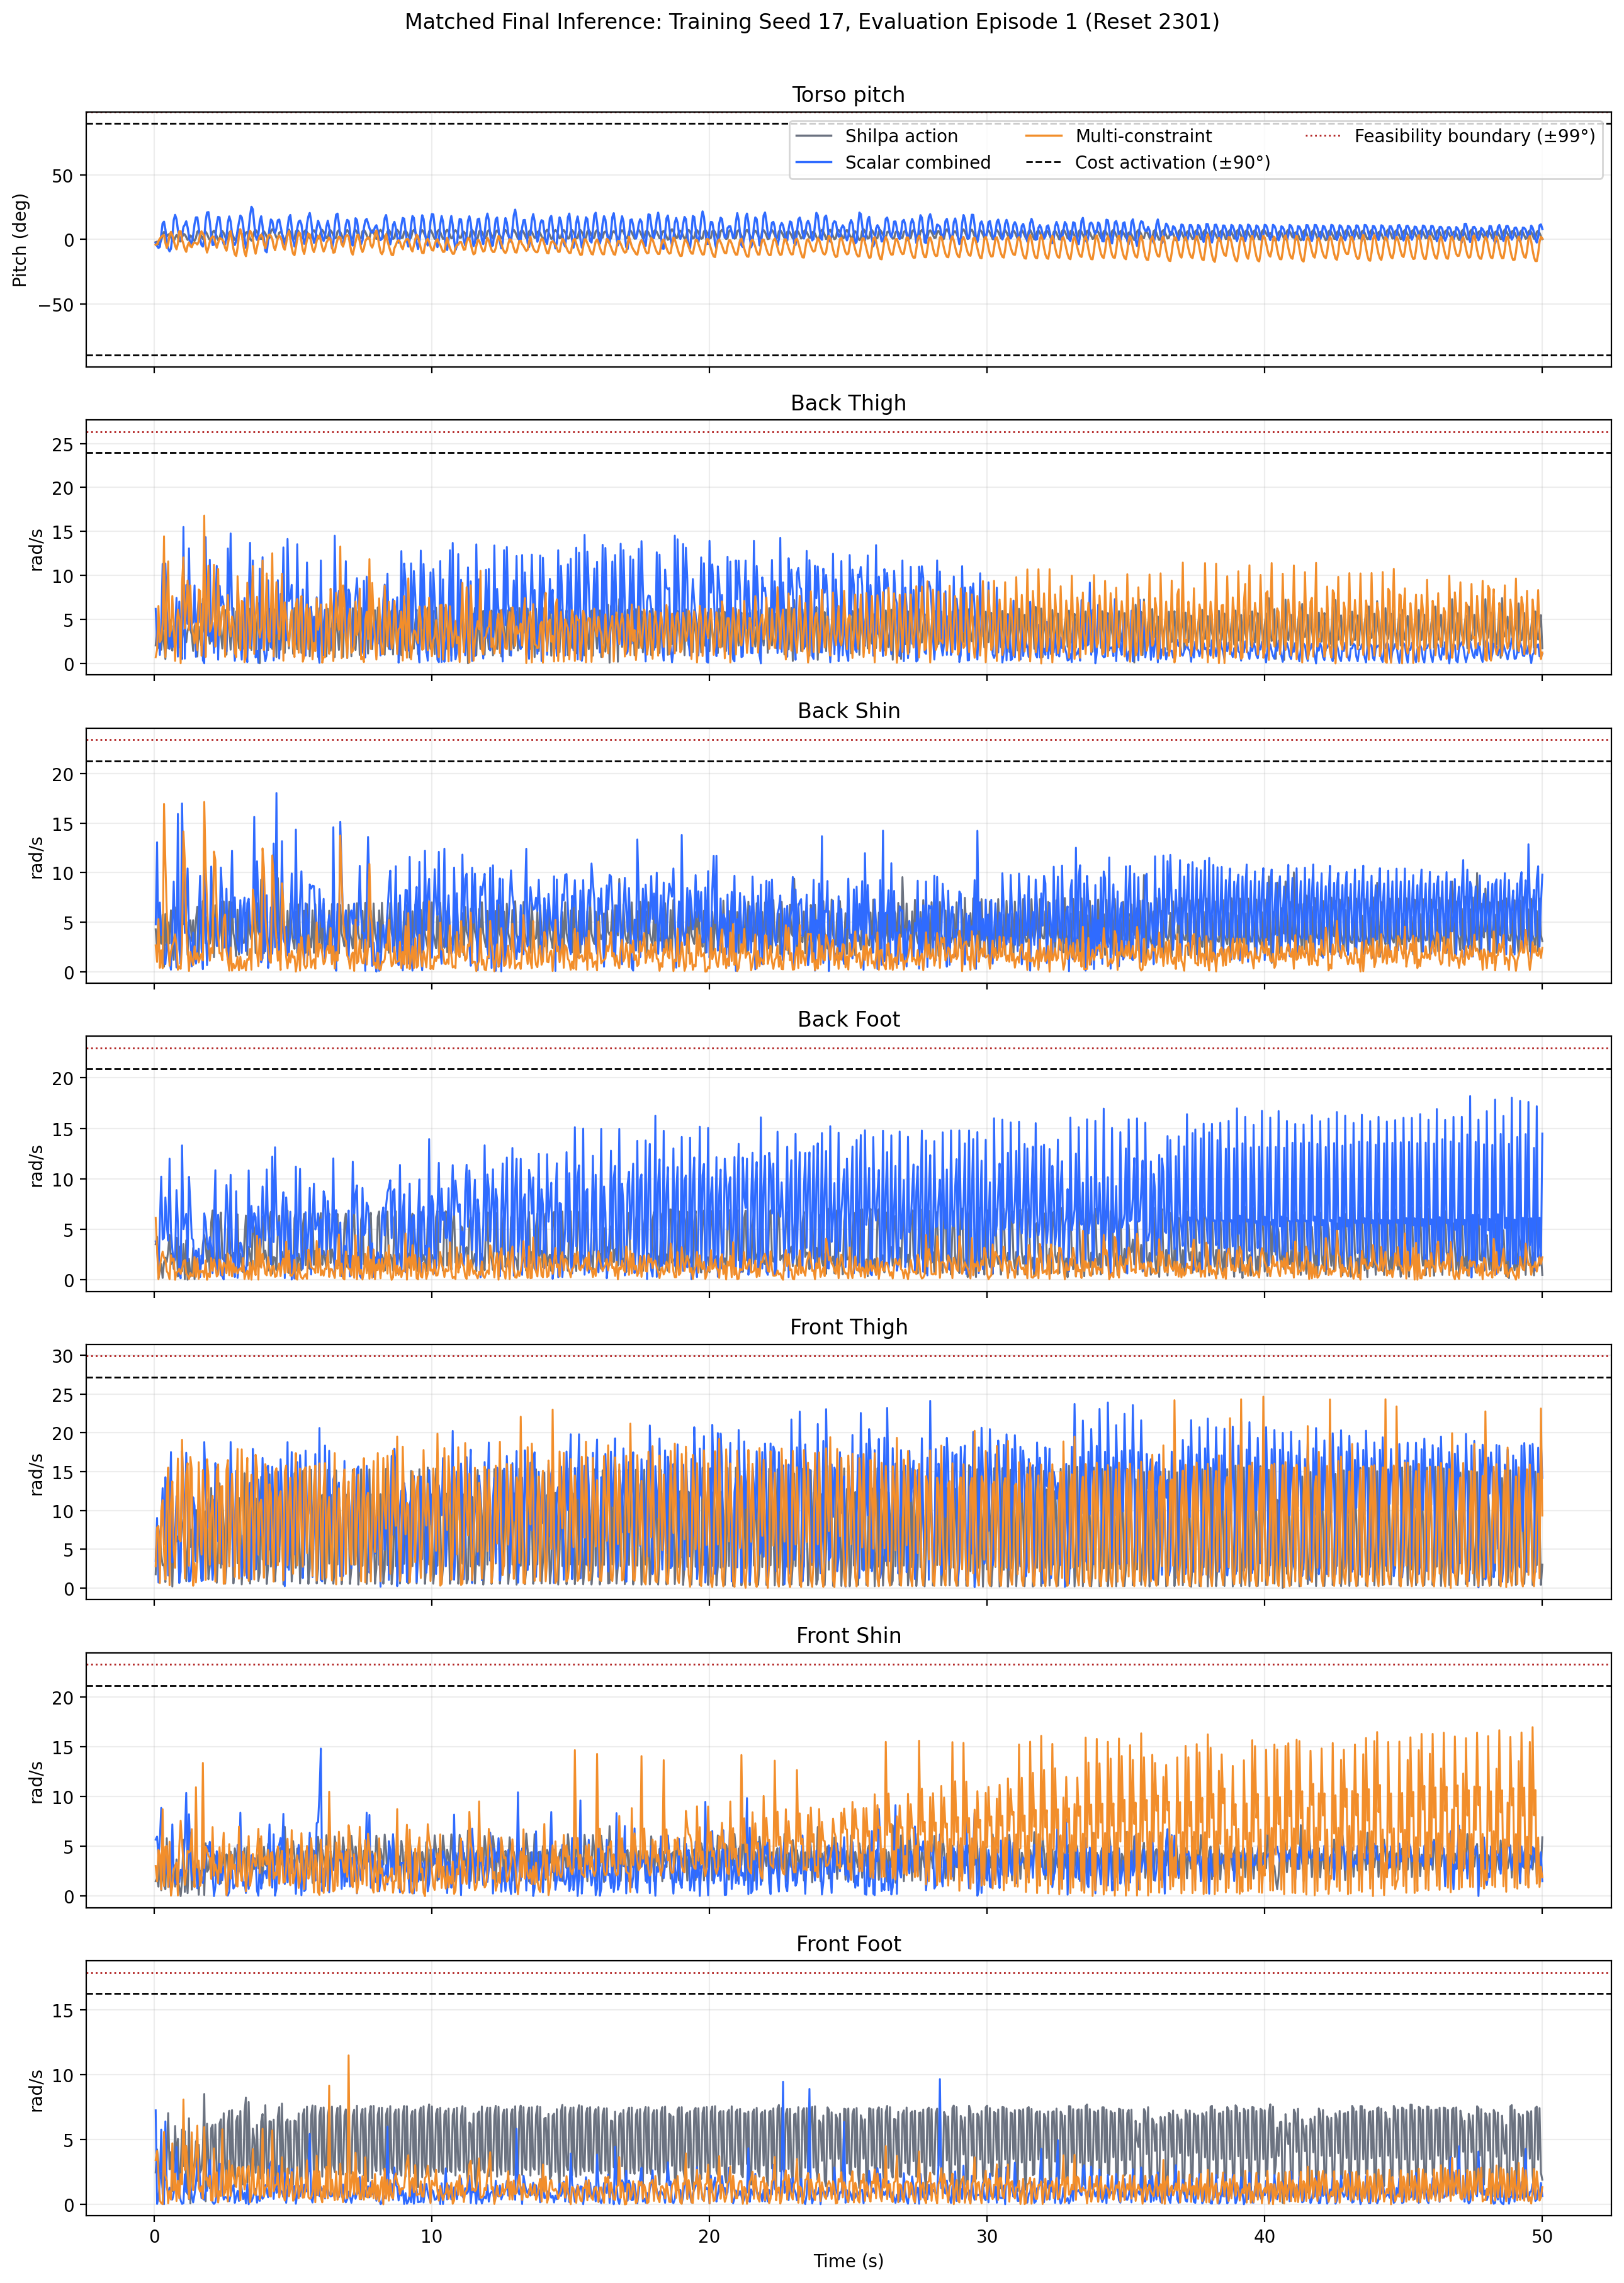 Matched Final Inference: Training Seed 17, Evaluation Episode 1 (Reset 2301)
Torso pitch
Shilpa action
Scalar combined
Multi-constraint
Cost activation (±90°)
Feasibility boundary (±99°)
Pitch (deg)
50
0
−50
Back Thigh
rad/s
25
20
15
10
5
0
Back Shin
rad/s
20
15
10
5
0
Back Foot
rad/s
20
15
10
5
0
Front Thigh
rad/s
30
25
20
15
10
5
0
Front Shin
rad/s
20
15
10
5
0
Front Foot
rad/s
15
10
5
0
0
10
20
30
40
50
Time (s)